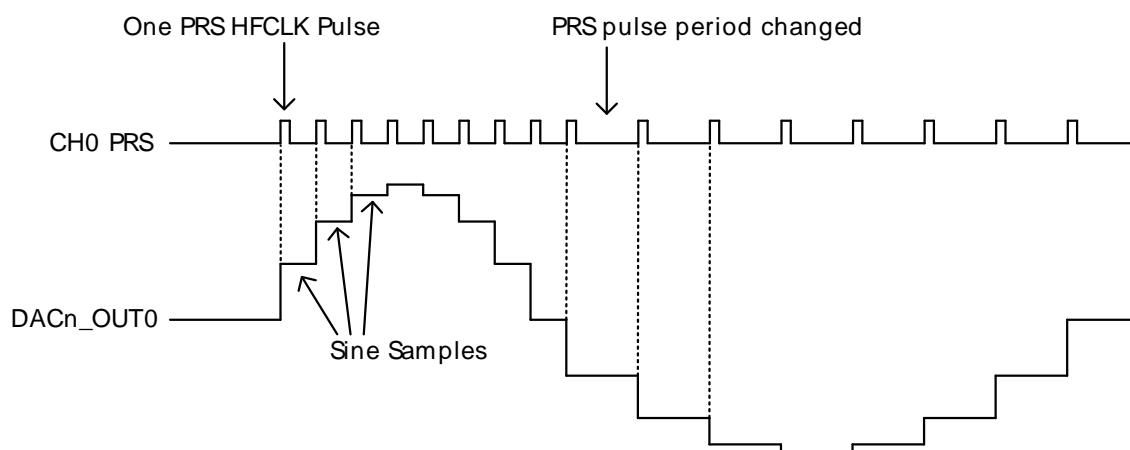 One PRS HFCLK Pulse
PRS pulse period changed
CH0 PRS
DACn_OUT0
Sine Samples